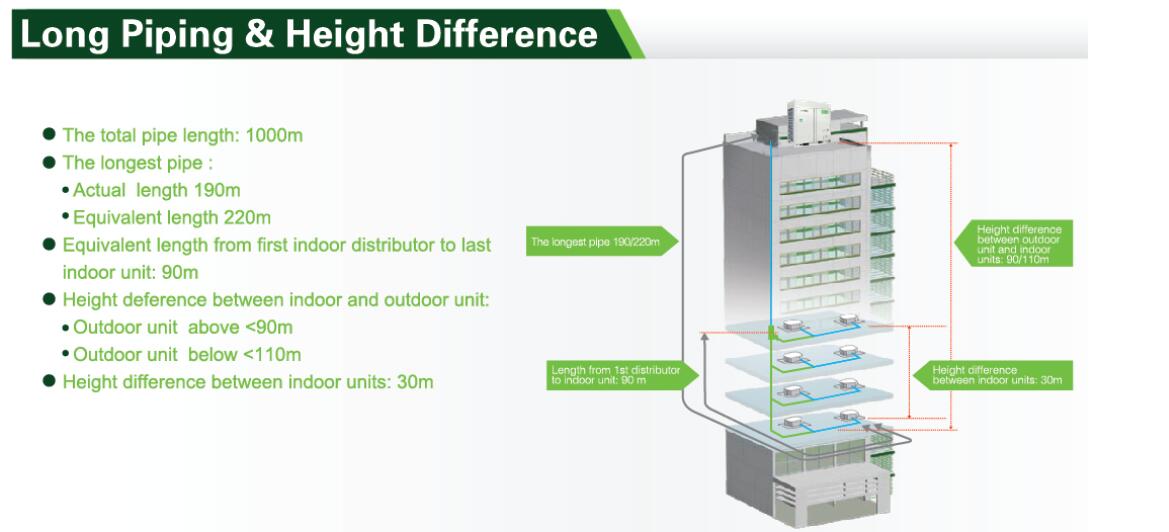 Long Piping & Height Difference
● The total pipe length: 1000m
● The longest pipe :
• Actual length 190m
• Equivalent length 220m
● Equivalent length from first indoor distributor to last
indoor unit: 90m
● Height deference between indoor and outdoor unit:
• Outdoor unit above <90m
• Outdoor unit below <110m
● Height difference between indoor units: 30m
The longest pipe 190/220m
Height difference
between outdoor
unit and indoor
units: 90/110m
Length from 1st distributor
to indoor unit: 90 m
Height difference
between indoor units: 30m